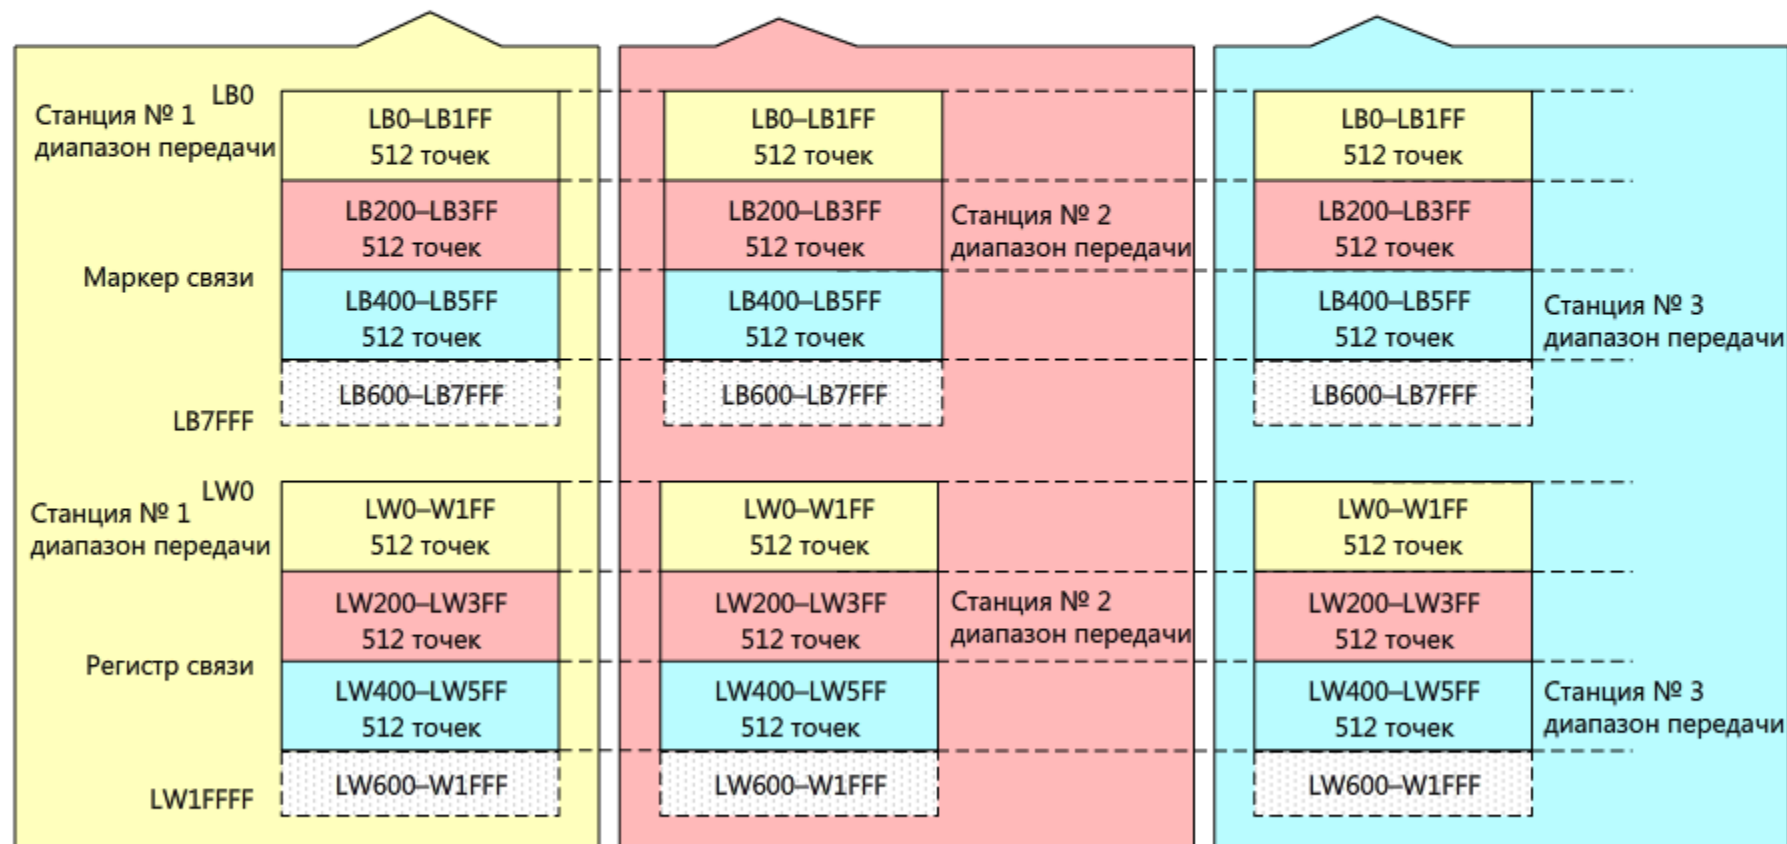 LB0
Станция № 1
диапазон передачи
LB0–LB1FF
512 точек
LB200–LB3FF
512 точек
Маркер связи
LB400–LB5FF
512 точек
LB600–LB7FFF
LB7FFF
LW0
Станция № 1
диапазон передачи
LW0–W1FF
512 точек
LW200–LW3FF
512 точек
Регистр связи
LW400–LW5FF
512 точек
LW600–W1FFF
LW1FFFF
LB0–LB1FF
512 точек
LB200–LB3FF
512 точек
Станция № 2
диапазон передачи
LB400–LB5FF
512 точек
LB600–LB7FFF
LW0–W1FF
512 точек
LW200–LW3FF
512 точек
Станция № 2
диапазон передачи
LW400–LW5FF
512 точек
LW600–W1FFF
LB0–LB1FF
512 точек
LB200–LB3FF
512 точек
LB400–LB5FF
512 точек
Станция № 3
диапазон передачи
LB600–LB7FFF
LW0–W1FF
512 точек
LW200–LW3FF
512 точек
LW400–LW5FF
512 точек
Станция № 3
диапазон передачи
LW600–W1FFF